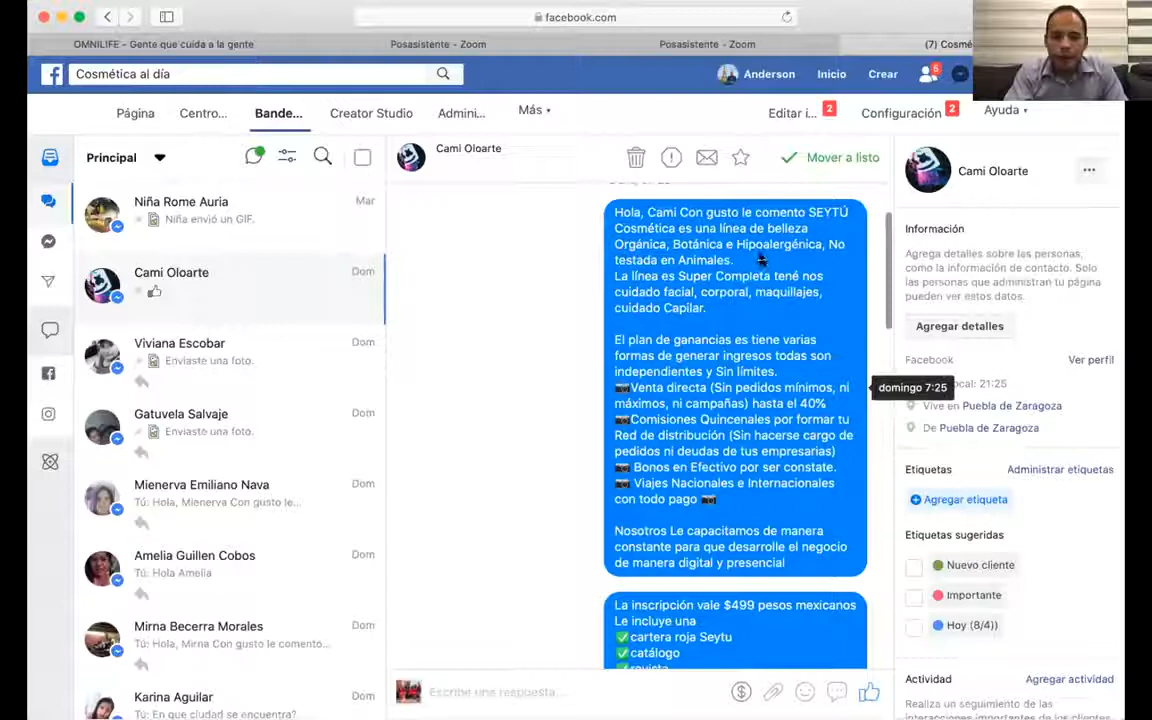 facebook.com
OMNILIFE - Gente que cuida a la gente
Posasistente - Zoom
Posasistente - Zoom
(7) Cosmé
Cosmética al día
Anderson
Inicio
Crear
6
Página
Centro...
Bande...
Creator Studio
Admini...
Más
Editar i...
2
Configuración
2
Ayuda
Principal
Niña Rome Auria
Mar
Niña envió un GIF.
Cami Oloarte
Dom
Viviana Escobar
Dom
Enviaste una foto.
Gatuvela Salvaje
Dom
Enviaste una foto.
Mienerva Emiliano Nava
Dom
Tú: Hola, Mienerva Con gusto le...
Amelia Guillen Cobos
Dom
Tú: Hola Amelia
Mirna Becerra Morales
Dom
Tú: Hola, Mirna Con gusto le comento...
Karina Aguilar
Dom
Tú: En que ciudad se encuentra?
Cami Oloarte
Mover a listo
Hola, Cami Con gusto le comento SEYTÚ
Cosmética es una línea de belleza
Orgánica, Botánica e Hipoalergénica, No
testada en Animales.
La línea es Super Completa tené nos
cuidado facial, corporal, maquillajes,
cuidado Capilar.
El plan de ganancias es tiene varias
formas de generar ingresos todas son
independientes y Sin límites.
📷Venta directa (Sin pedidos mínimos, ni
máximos, ni campañas) hasta el 40%
📷Comisiones Quincenales por formar tu
Red de distribución (Sin hacerse cargo de
pedidos ni deudas de tus empresarias)
📷 Bonos en Efectivo por ser constate.
📷 Viajes Nacionales e Internacionales
con todo pago 📷
Nosotros Le capacitamos de manera
constante para que desarrolle el negocio
de manera digital y presencial
domingo 7:25
La inscripción vale $499 pesos mexicanos
Le incluye una
✅cartera roja Seytu
✅catálogo
✅revista
Escribe una respuesta...
Cami Oloarte
Información
Agrega detalles sobre las personas,
como la información de contacto. Solo
las personas que administran tu página
pueden ver estos datos.
Agregar detalles
Facebook
Ver perfil
local: 21:25
Vive en Puebla de Zaragoza
De Puebla de Zaragoza
Etiquetas
Administrar etiquetas
Agregar etiqueta
Etiquetas sugeridas
Nuevo cliente
Importante
Hoy (8/4))
Actividad
Agregar actividad
Realiza un seguimiento de las
interacciones importantes de los clientes